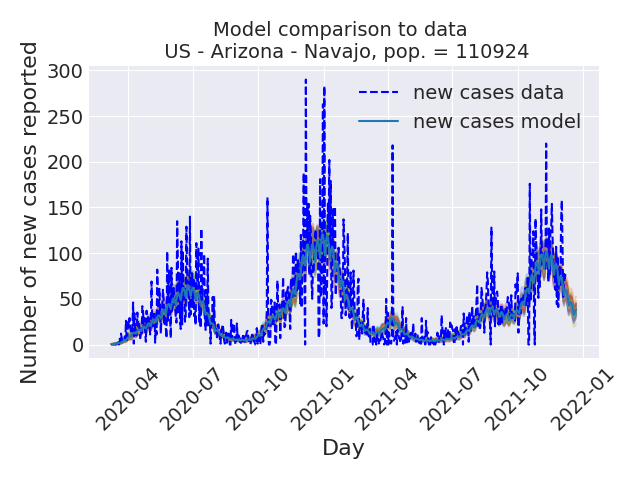 Model comparison to data
US - Arizona - Navajo, pop. = 110924
new cases data
new cases model
Number of new cases reported
300
250
200
150
100
50
0
2020-04
2020-07
2020-10
2021-01
2021-04
2021-07
2021-10
2022-01
Day